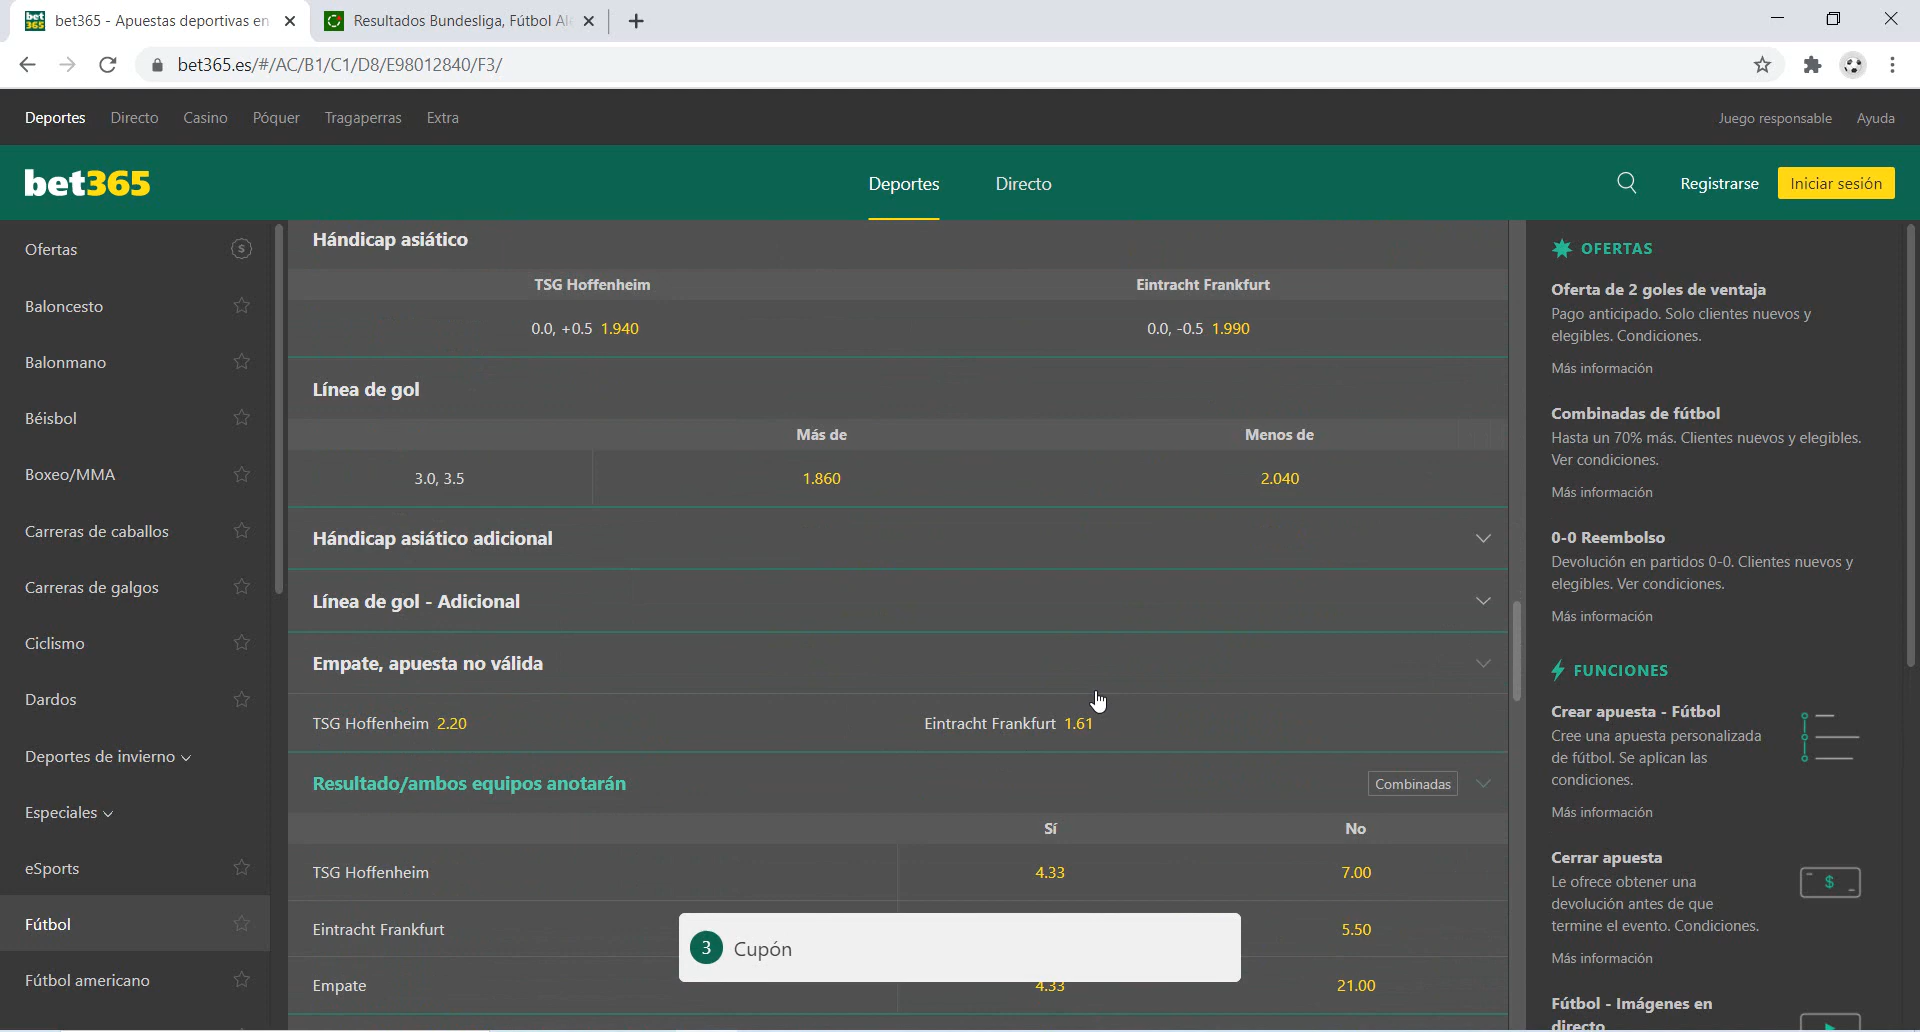 bet365 - Apuestas deportivas en
Resultados Bundesliga, Fútbol Al
bet365.es/#/AC/B1/C1/D8/E98012840/F3/
Deportes Directo Casino Póquer Tragaperras Extra
Juego responsable Ayuda
bet365
Deportes Directo
Registrarse Iniciar sesión
Ofertas
Baloncesto
Balonmano
Béisbol
Boxeo/MMA
Carreras de caballos
Carreras de galgos
Ciclismo
Dardos
Deportes de invierno
Especiales
eSports
Fútbol
Fútbol americano
Hándicap asiático
TSG Hoffenheim Eintracht Frankfurt
0.0, +0.5 1.940 0.0, -0.5 1.990
Línea de gol
Más de Menos de
3.0, 3.5 1.860 2.040
Hándicap asiático adicional
Línea de gol - Adicional
Empate, apuesta no válida
TSG Hoffenheim 2.20 Eintracht Frankfurt 1.61
Resultado/ambos equipos anotarán Combinadas
Sí No
TSG Hoffenheim 4.33 7.00
Eintracht Frankfurt 5.50
Empate 4.33 21.00
3 Cupón
OFERTAS
Oferta de 2 goles de ventaja
Pago anticipado. Solo clientes nuevos y
elegibles. Condiciones.
Más información
Combinadas de fútbol
Hasta un 70% más. Clientes nuevos y elegibles.
Ver condiciones.
Más información
0-0 Reembolso
Devolución en partidos 0-0. Clientes nuevos y
elegibles. Ver condiciones.
Más información
FUNCIONES
Crear apuesta - Fútbol
Cree una apuesta personalizada
de fútbol. Se aplican las
condiciones.
Más información
Cerrar apuesta
Le ofrece obtener una
devolución antes de que
termine el evento. Condiciones.
Más información
Fútbol - Imágenes en
directo